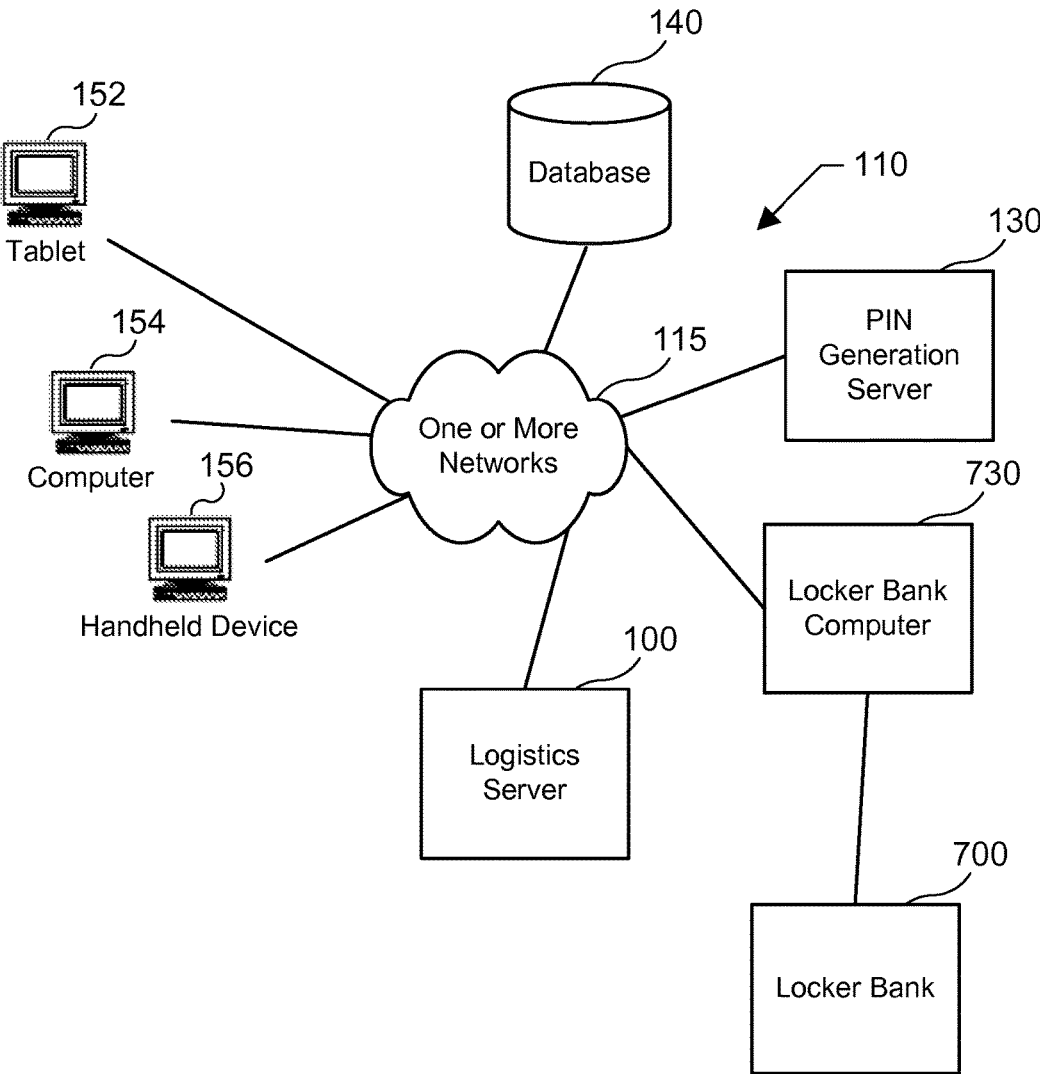 140
152
Database
110
130
Tablet
PIN
Generation
Server
154
115
One or More
Networks
Computer
156
730
Handheld Device
Locker Bank
Computer
100
Logistics
Server
700
Locker Bank